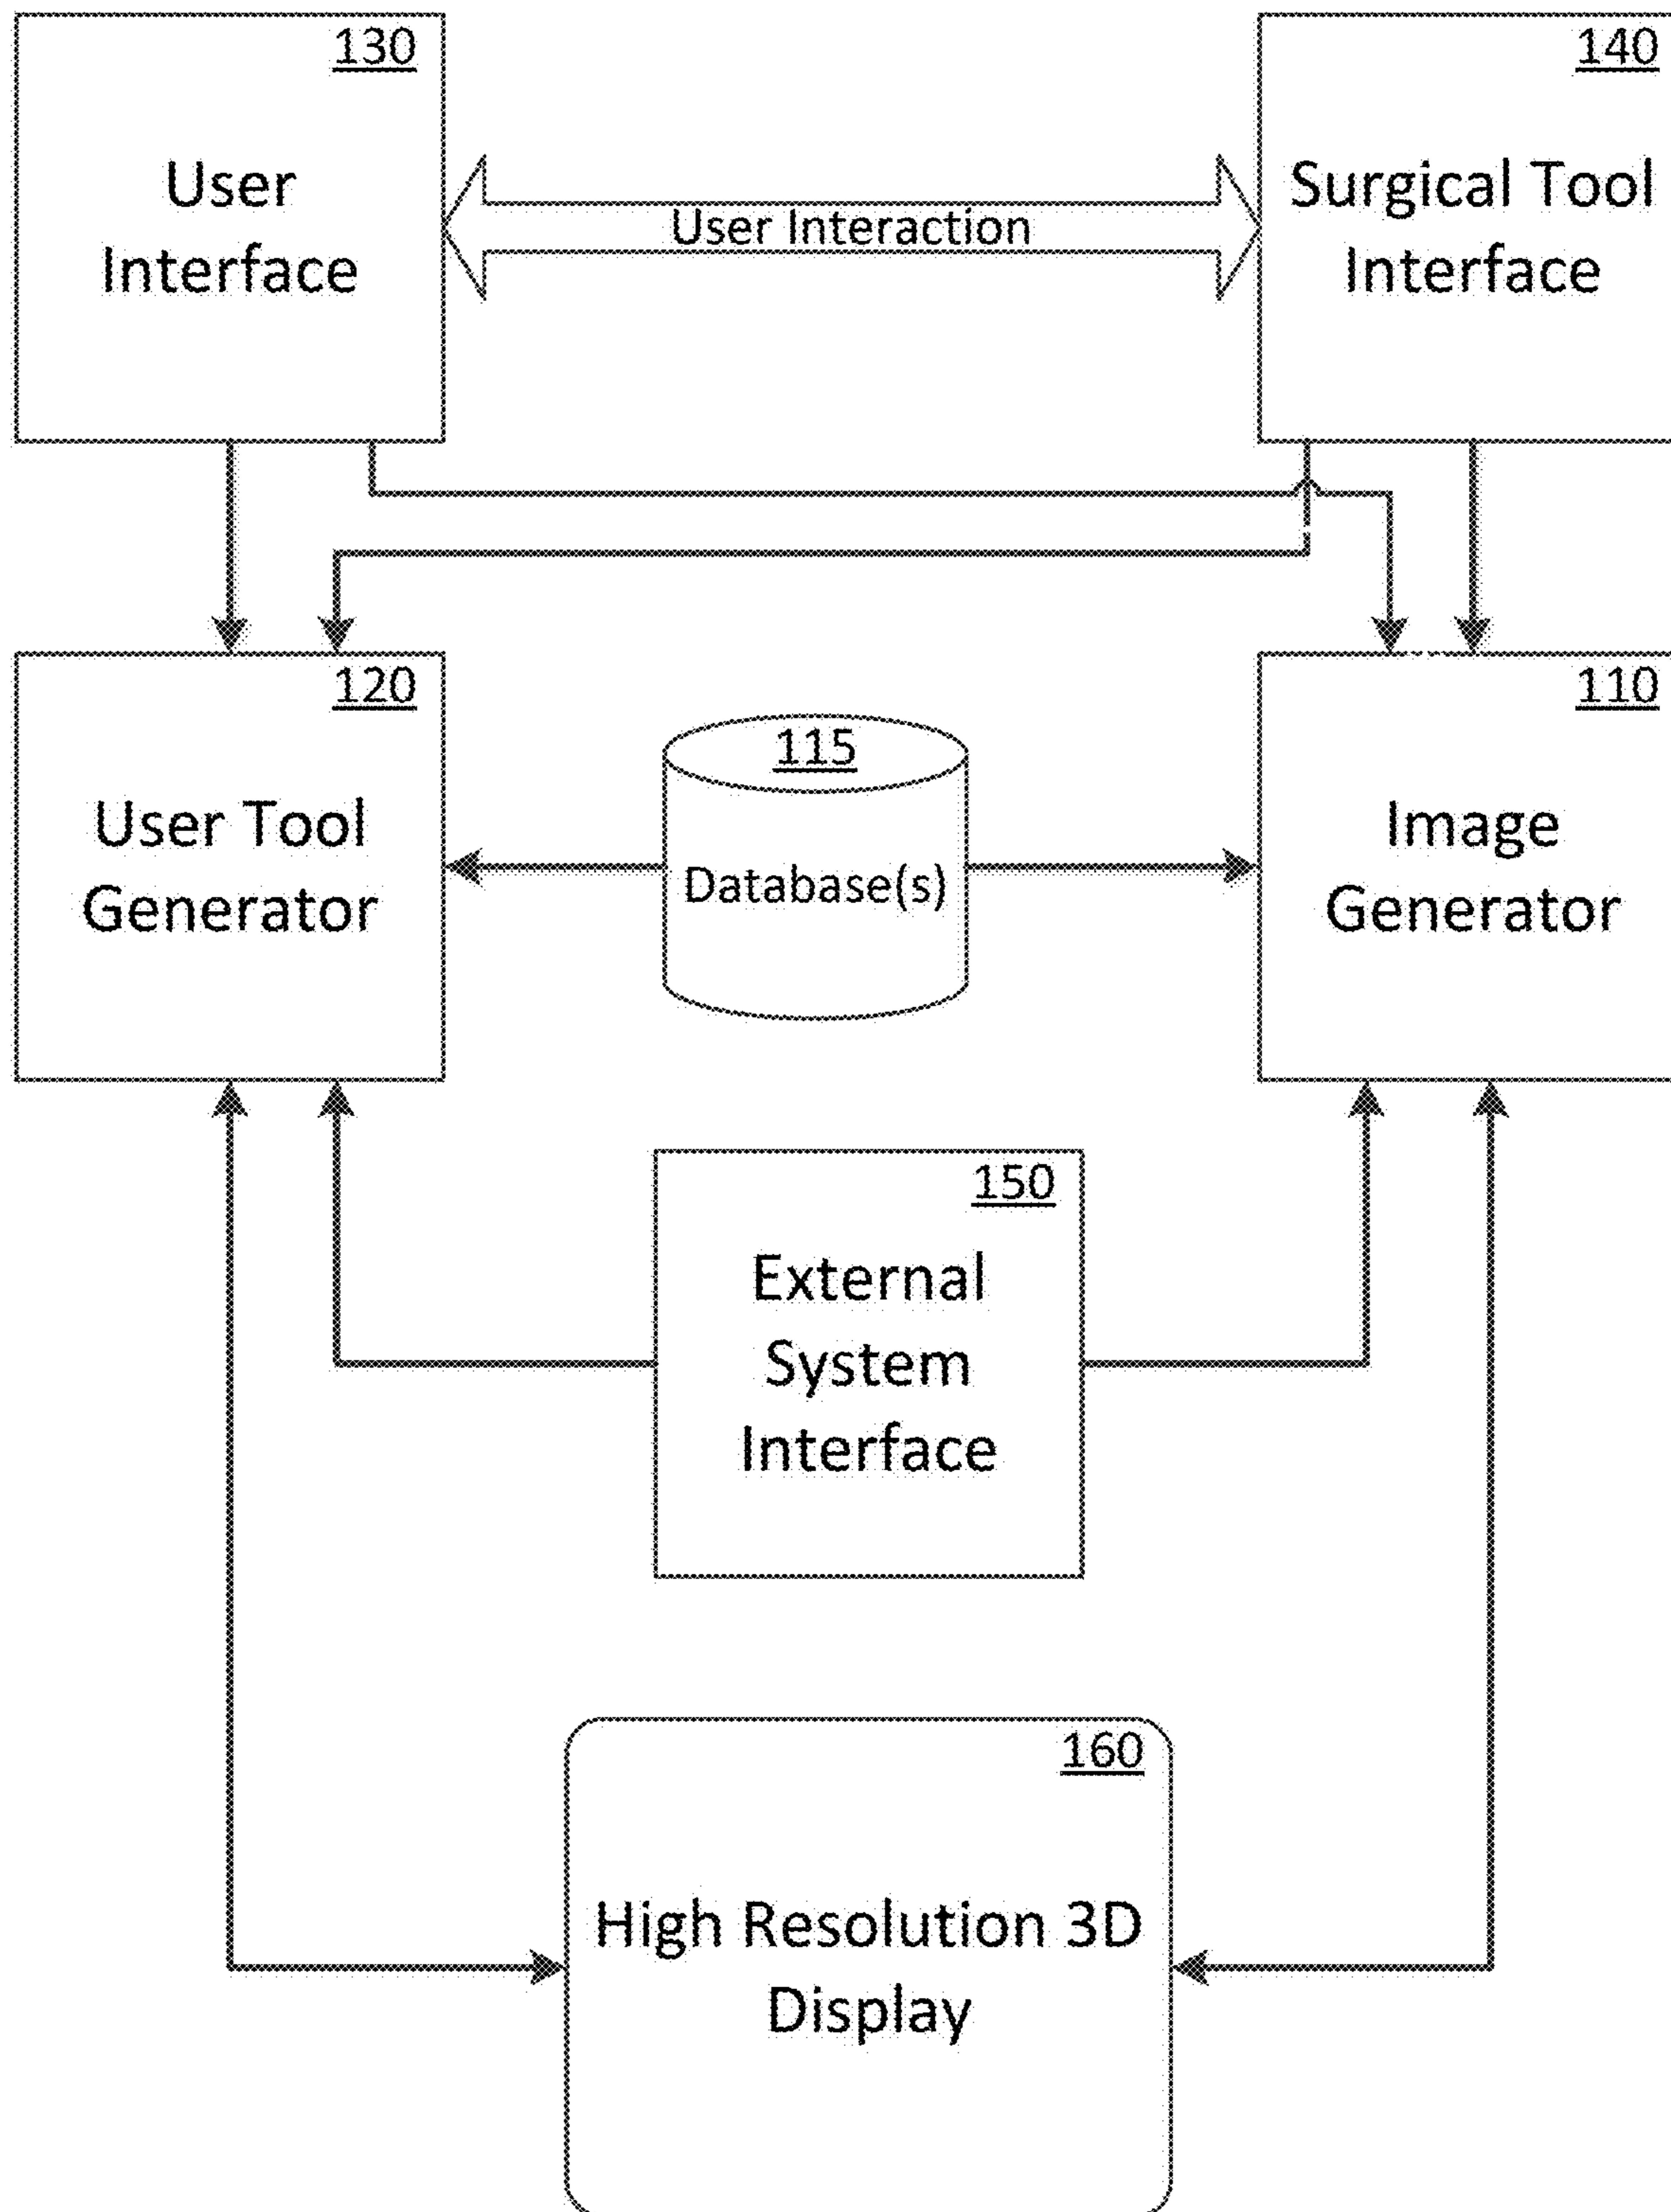 130
User
Interface
User Interaction
140
Surgical Tool
Interface
120
User Tool
Generator
115
Database(s)
110
Image
Generator
150
External
System
Interface
160
High Resolution 3D
Display